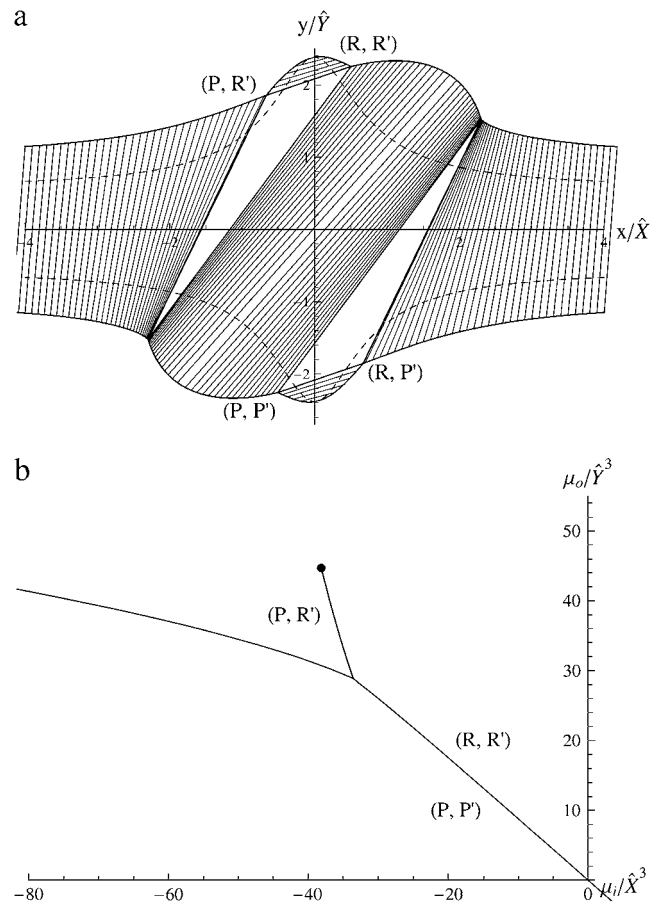 a
y/Ŷ
(R, R')
(P, R')
2
1
x/X̂
-4
-2
2
4
-1
-2
(R, P')
(P, P')
b
μₒ/Ŷ³
50
40
(P, R')
30
(R, R')
20
(P, P')
10
-80
-60
-40
-20
0
μᵢ/X̂³